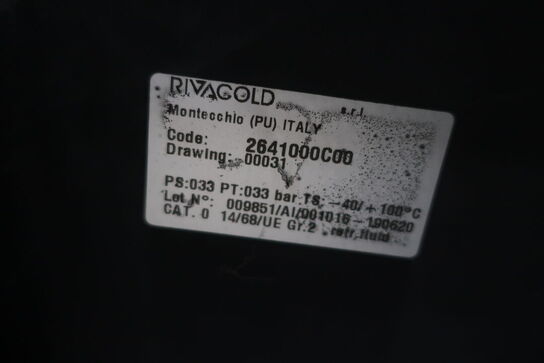 RIVACOLD s.r.l.
Montecchio (PU) ITALY
Code: 2641000C00
Drawing: 00031
PS:033 PT:033 bar TS: -40/+100°C
Lot N°: 009851/AI/001016-190620
CAT. 0 14/68/UE Gr.2 refr.fluid